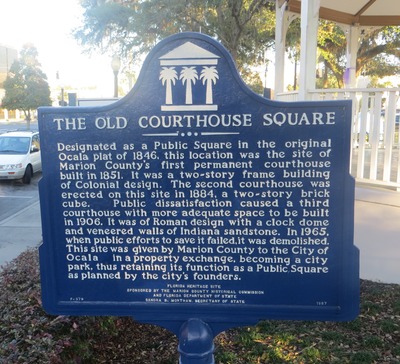 THE OLD COURTHOUSE SQUARE
Designated as a Public Square in the original
Ocala plat of 1846, this location was the site of
Marion County's first permanent courthouse
built in 1851. It was a two-story frame building
of Colonial design. The second courthouse was
erected on this site in 1884, a two-story brick
cube. Public dissatisfaction caused a third
courthouse with more adequate space to be built
in 1906. It was of Roman design with a clock dome
and veneered walls of Indiana sandstone. In 1965,
when public efforts to save it failed, it was demolished.
This site was given by Marion County to the City of
Ocala in a property exchange, becoming a city
park, thus retaining its function as a Public Square
as planned by the city's founders.
FLORIDA HERITAGE SITE
SPONSORED BY THE MARION COUNTY HISTORICAL COMMISSION
AND FLORIDA DEPARTMENT OF STATE
SANDRA B. MORTHAM, SECRETARY OF STATE
F-374
1997